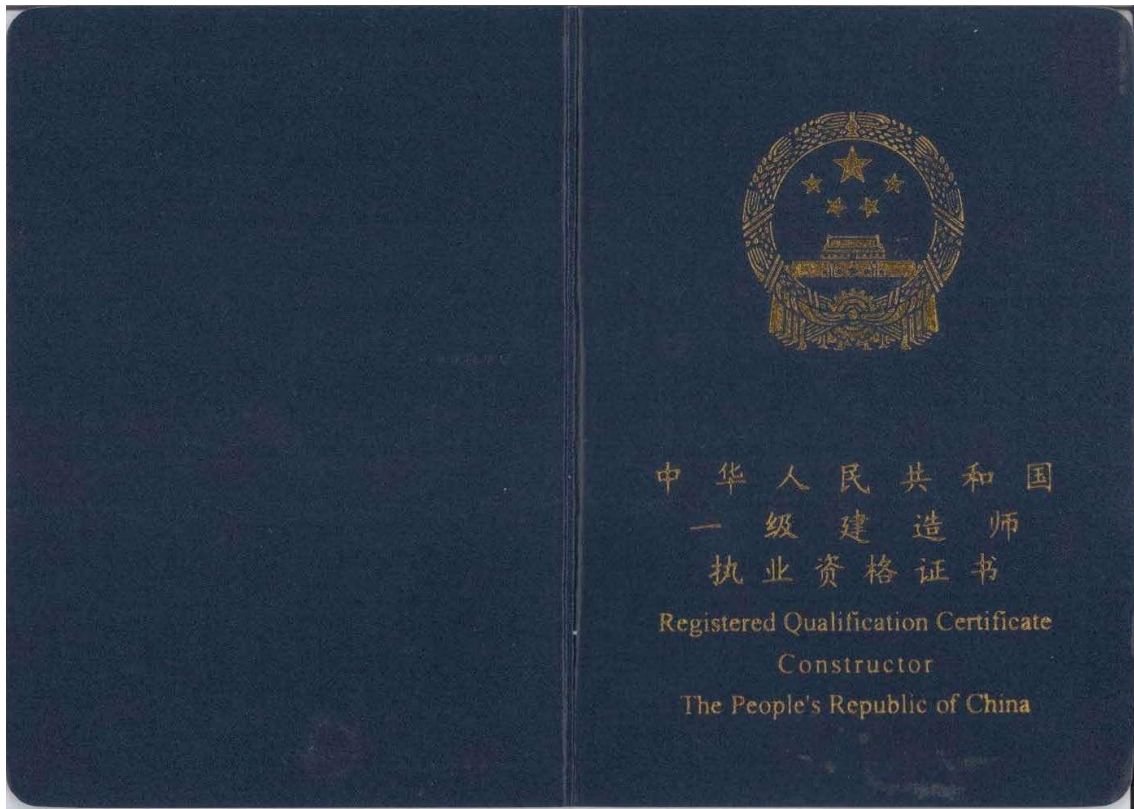 中华人民共和国
一级建造师
执业资格证书
Registered Qualification Certificate
Constructor
The People's Republic of China